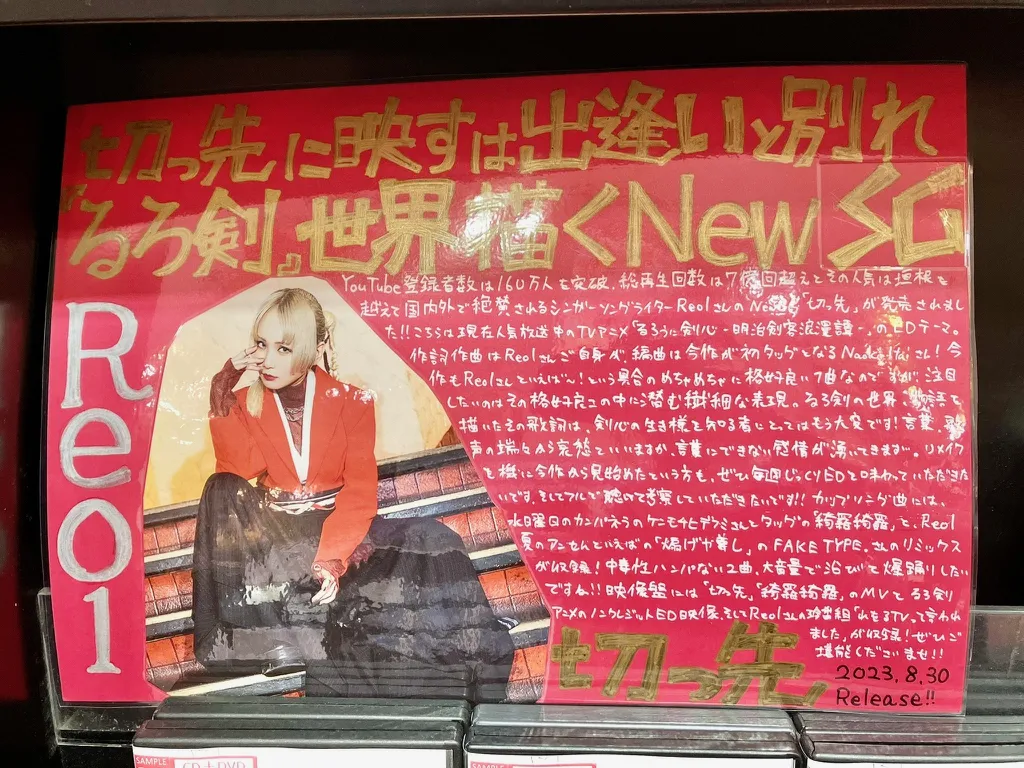 切っ先に映すは出逢いと別れ
『るろ剣』世界描くNew SG
Reol
YouTube登録者数は160万人を突破、総再生回数は7億回超えとその人気は垣根を
越えて国内外で絶賛されるシンガーソングライターReolさんのNew 「切っ先」が発売されまし
た!!こちらは現在人気放送中のTVアニメ「るろうに剣心 -明治剣客浪漫譚-」のEDテーマ。
作詞作曲はReolさんご自身が、編曲は今作が初タッグとなるNaoki Itaiさん!今
作もReolさんといえば〜!という具合のめちゃめちゃに格好良い1曲なのですが、注目
したいのはその格好良さの中に潜む繊細な表現。るろ剣の世界を
描いたその歌詞は、剣心の生き様を知る者にとってはもう大変です!言葉、歌
声の端々から哀愁といいますか、言葉にできない感情が湧いてきますが。リメイク
を機に今作から見始めたという方も、ぜひ毎回じっくりEDと味わっていただきた
いです。そしてフルで聴いて考察していただきたいです!!カップリング曲には、
水曜日のカンパネラのケンモチヒデフミさんとタッグの「綺羅綺羅」と、Reol
夏のアンセムといえばの「煽げや尊し」のFAKE TYPE.さんのリミックス
が収録!中毒性ハンパない2曲、大音量で浴びて爆踊りしたい
ですね!!映像盤には「切っ先」「綺羅綺羅」のMVとるろ剣
アニメのノンクレジットED映像、そしてReolさんの冠番組「れをるTVって言われ
ました」が収録!ぜひご
堪能くださいませ!!
切っ先
2023.8.30
Release!!
SAMPLE
CD+DVD
SAMPLE